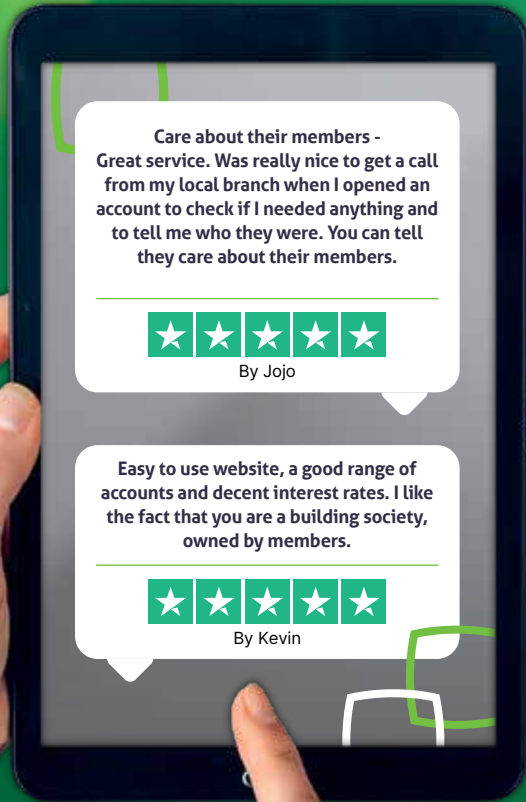 Care about their members -
Great service. Was really nice to get a call
from my local branch when I opened an
account to check if I needed anything and
to tell me who they were. You can tell
they care about their members.
By Jojo
Easy to use website, a good range of
accounts and decent interest rates. I like
the fact that you are a building society,
owned by members.
By Kevin